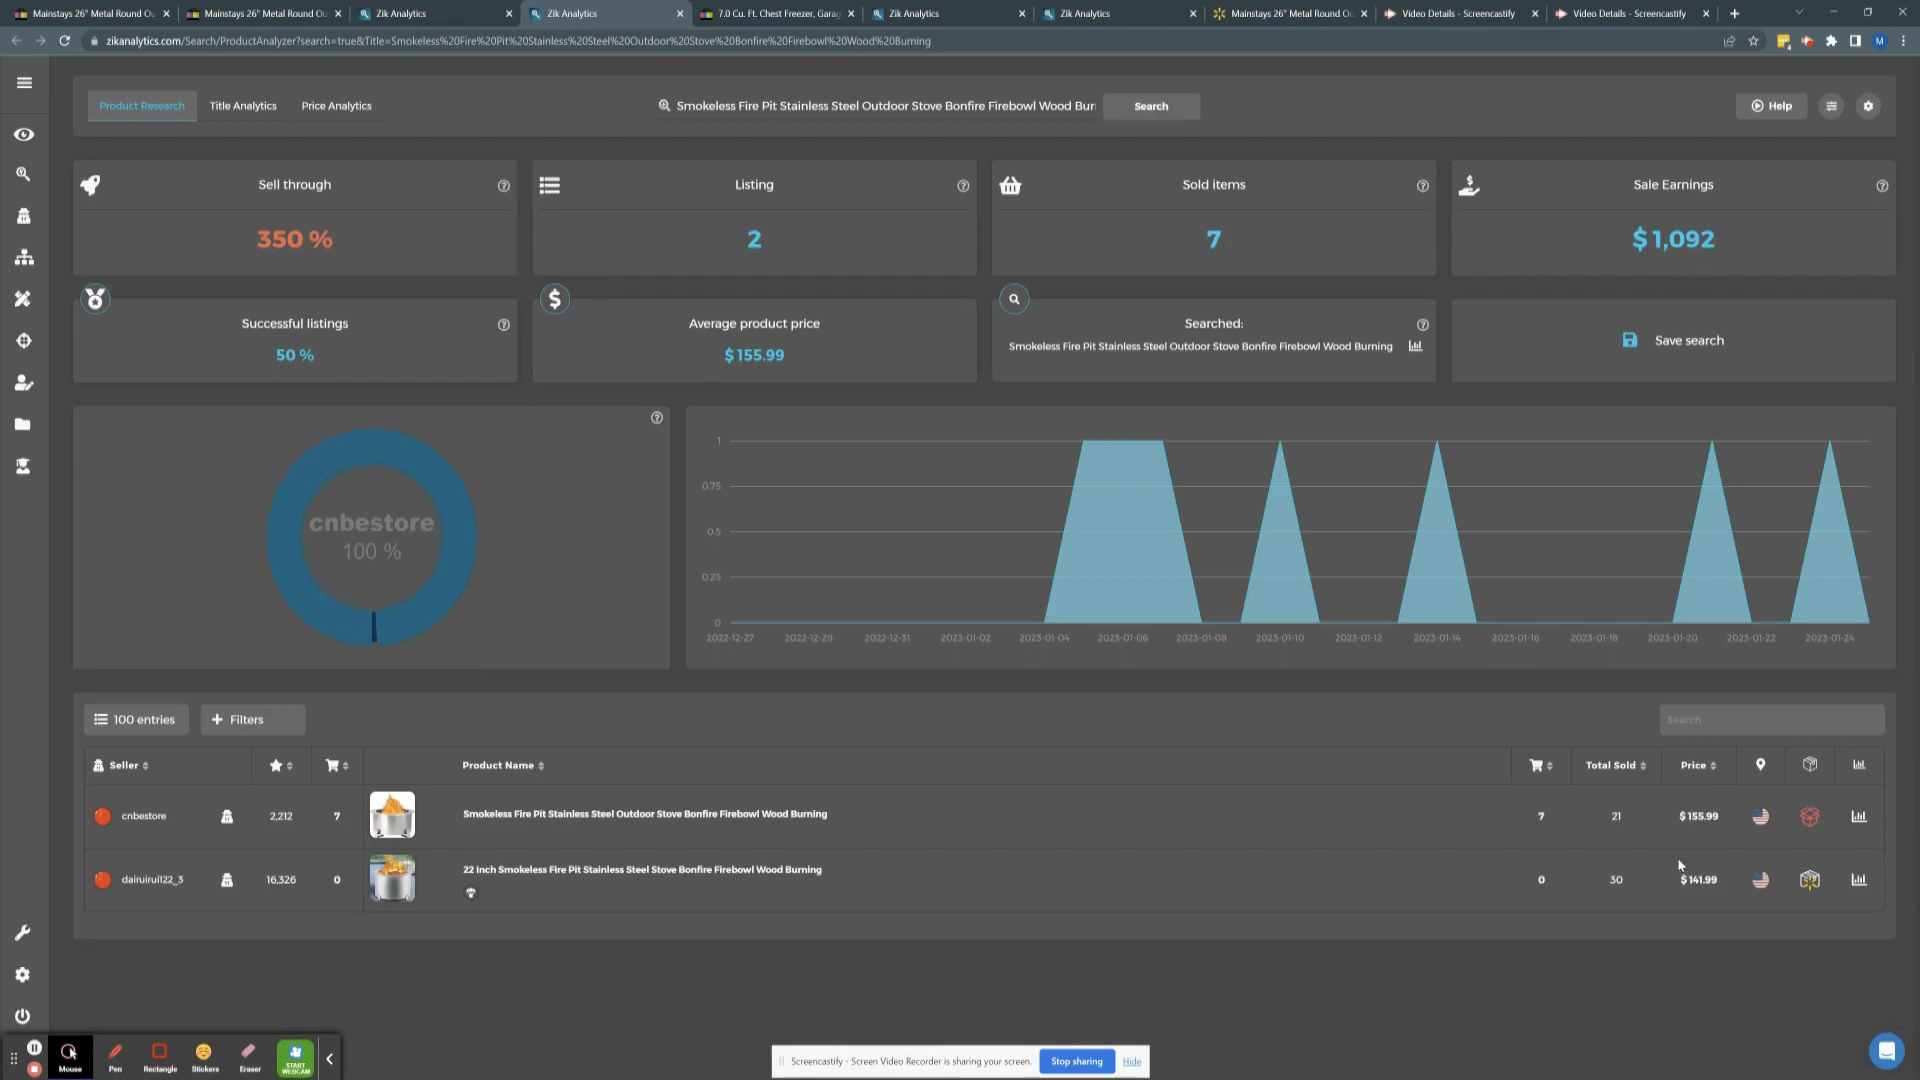 Mainstays 26" Metal Round Ou
Mainstays 26" Metal Round Ou
Zik Analytics
Zik Analytics
7.0 Cu. Ft. Chest Freezer, Garag
Zik Analytics
Zik Analytics
Mainstays 26" Metal Round Ou
Video Details - Screencastify
Video Details - Screencastify
zikanalytics.com/Search/ProductAnalyzer?search=true&Title=Smokeless%20Fire%20Pit%20Stainless%20Steel%20Outdoor%20Stove%20Bonfire%20Firebowl%20Wood%20Burning
M
Product Research
Title Analytics
Price Analytics
Smokeless Fire Pit Stainless Steel Outdoor Stove Bonfire Firebowl Wood Bur
Search
Help
Sell through
Listing
Sold items
Sale Earnings
350 %
2
7
$ 1,092
Successful listings
Average product price
Searched:
Save search
50 %
$ 155.99
Smokeless Fire Pit Stainless Steel Outdoor Stove Bonfire Firebowl Wood Burning
cnbestore
100 %
1
0.75
0.5
0.25
0
2022-12-27 2022-12-29 2022-12-31 2023-01-02 2023-01-04 2023-01-06 2023-01-08 2023-01-10 2023-01-12 2023-01-14 2023-01-16 2023-01-18 2023-01-20 2023-01-22 2023-01-24
100 entries
+ Filters
Search
Seller
Product Name
Total Sold
Price
cnbestore 2,212 7 Smokeless Fire Pit Stainless Steel Outdoor Stove Bonfire Firebowl Wood Burning 7 21 $ 155.99
dairuirui122_3 16,326 0 22 Inch Smokeless Fire Pit Stainless Steel Stove Bonfire Firebowl Wood Burning 0 30 $ 141.99
Mouse
Pen
Rectangle
Stickers
Eraser
START WEBCAM
Screencastify - Screen Video Recorder is sharing your screen.
Stop sharing
Hide